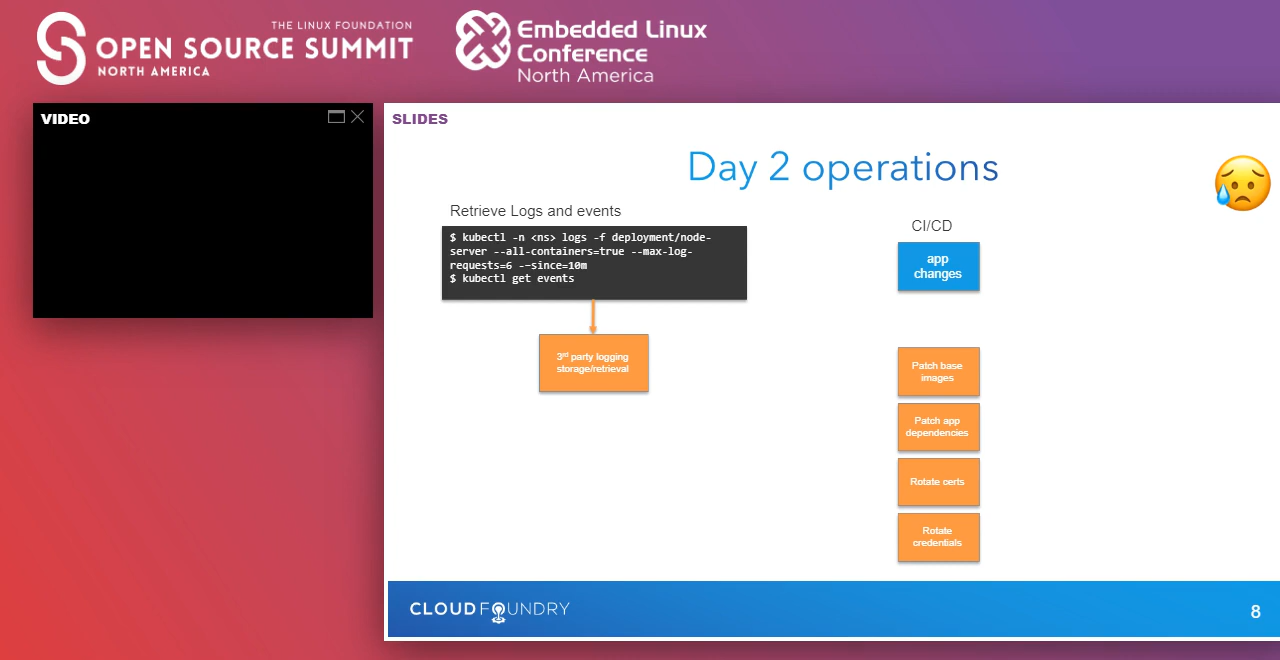 THE LINUX FOUNDATION
OPEN SOURCE SUMMIT
NORTH AMERICA
Embedded Linux
Conference
North America
VIDEO
SLIDES
Day 2 operations
Retrieve Logs and events
$ kubectl -n <ns> logs -f deployment/node-
server --all-containers=true --max-log-
requests=6 --since=10m
$ kubectl get events
3rd party logging
storage/retrieval
CI/CD
app
changes
Patch base
images
Patch app
dependencies
Rotate certs
Rotate
credentials
CLOUD FOUNDRY
8